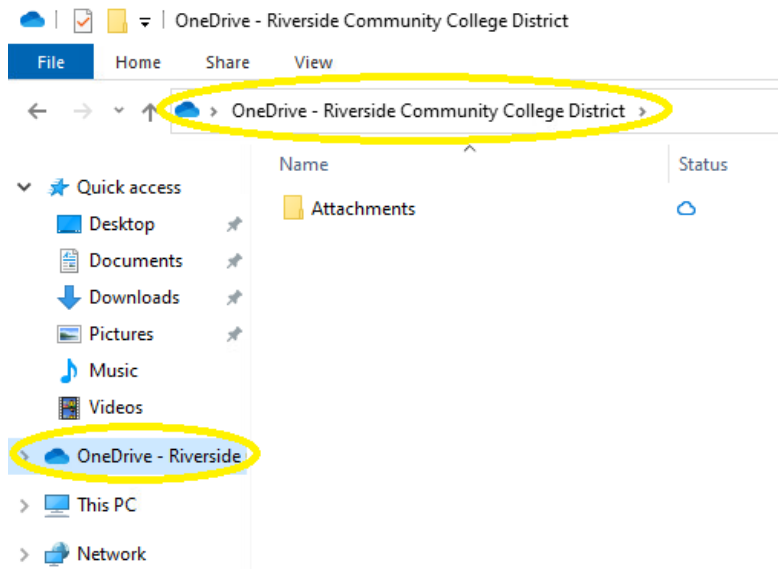 OneDrive - Riverside Community College District
File Home Share View
OneDrive - Riverside Community College District
Name Status
Quick access
Attachments
Desktop
Documents
Downloads
Pictures
Music
Videos
OneDrive - Riverside
This PC
Network